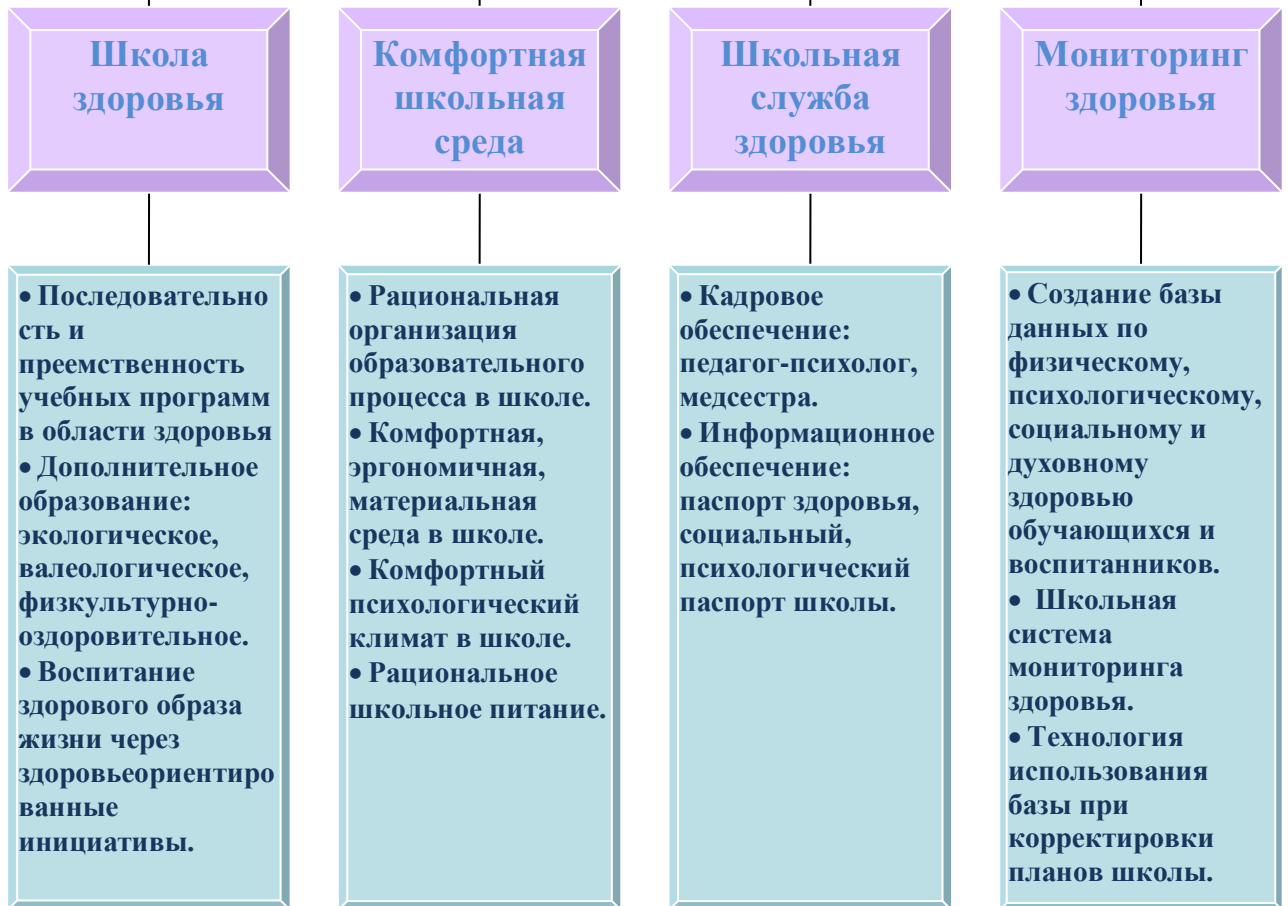 Школа
здоровья
Комфортная
школьная
среда
Школьная
служба
здоровья
Мониторинг
здоровья
• Последовательно
сть и
преемственность
учебных программ
в области здоровья
• Дополнительное
образование:
экологическое,
валеологическое,
физкультурно-
оздоровительное.
• Воспитание
здорового образа
жизни через
здоровьеориентиро
ванные
инициативы.
• Рациональная
организация
образовательного
процесса в школе.
• Комфортная,
эргономичная,
материальная
среда в школе.
• Комфортный
психологический
климат в школе.
• Рациональное
школьное питание.
• Кадровое
обеспечение:
педагог-психолог,
медсестра.
• Информационное
обеспечение:
паспорт здоровья,
социальный,
психологический
паспорт школы.
• Создание базы
данных по
физическому,
психологическому,
социальному и
духовному
здоровью
обучающихся и
воспитанников.
• Школьная
система
мониторинга
здоровья.
• Технология
использования
базы при
корректировки
планов школы.